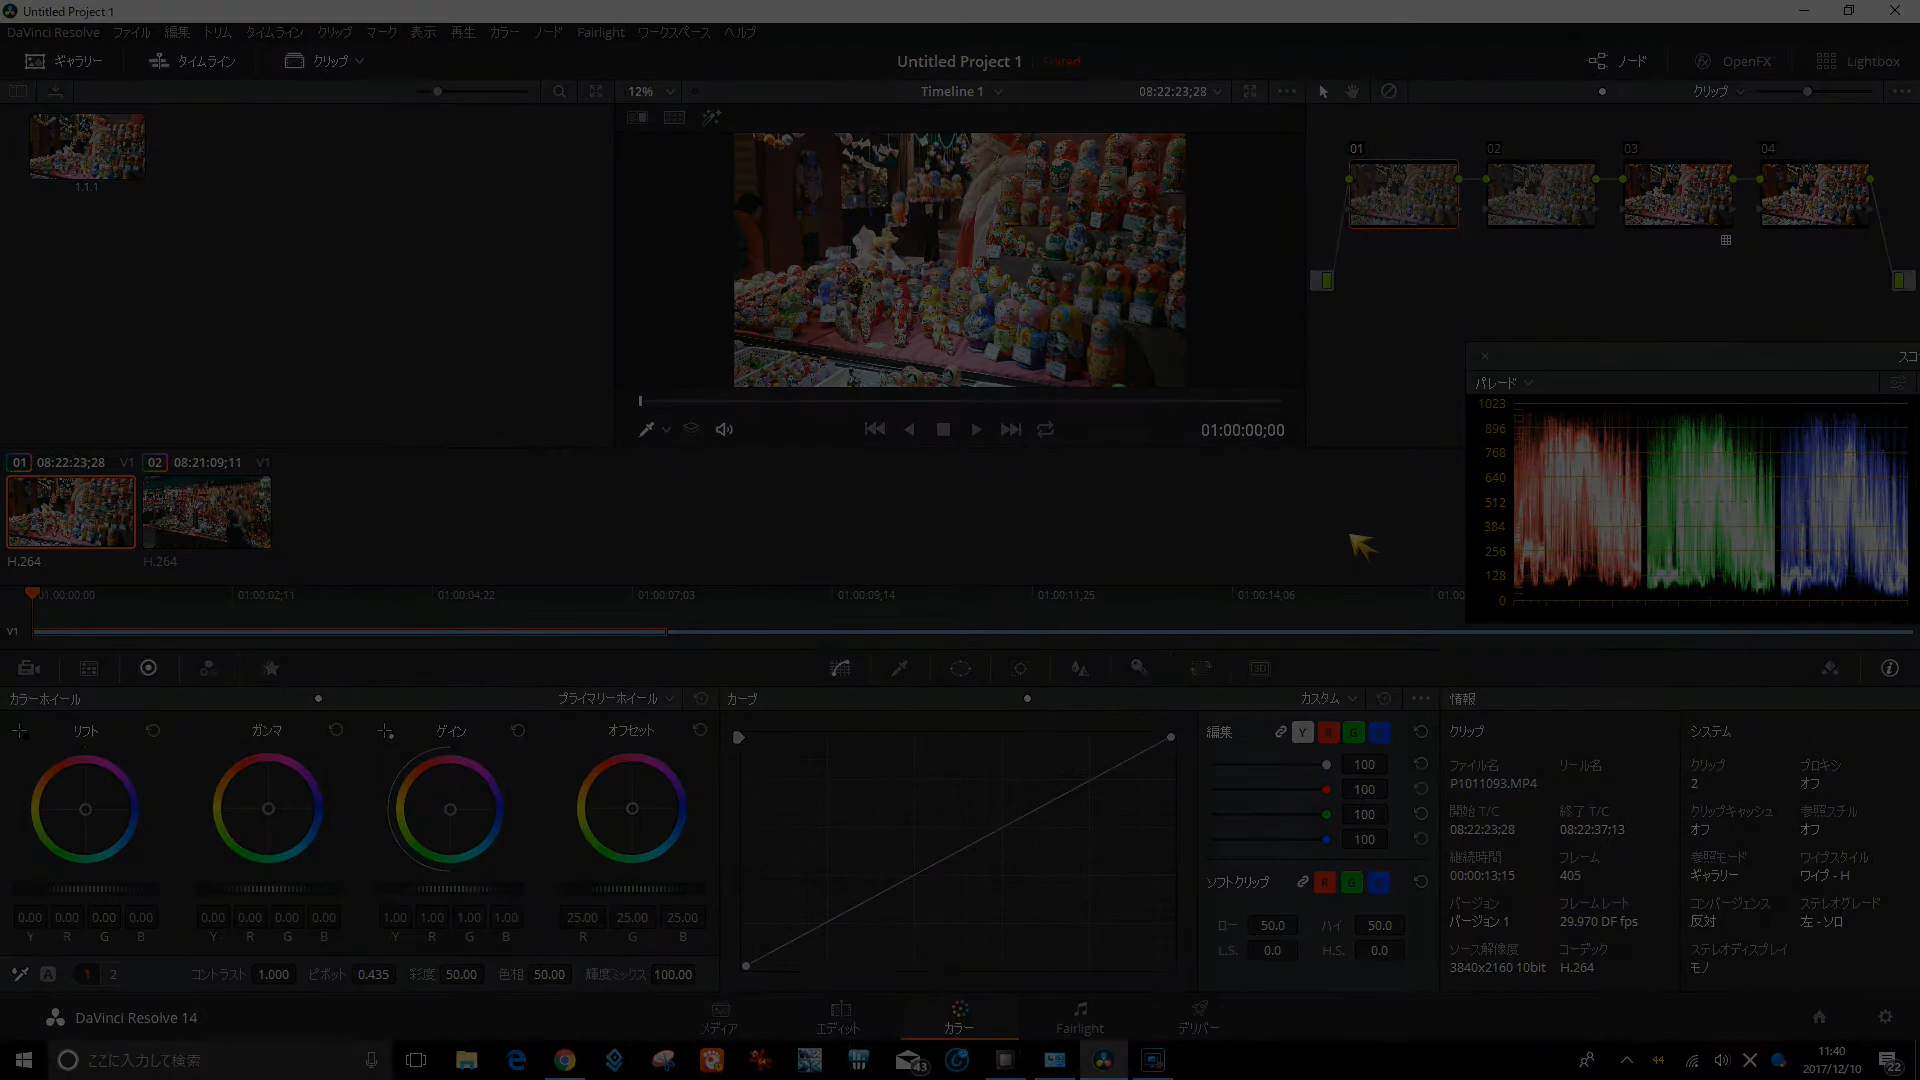 Untitled Project 1
DaVinci Resolve ファイル 編集 トリム タイムライン クリップ マーク 表示 再生 カラー ノード Fairlight ワークスペース ヘルプ
ギャラリー タイムライン クリップ Untitled Project 1 Edited ノード OpenFX Lightbox
12% Timeline 1 08:22:23;28 クリップ
1.1.1
01 02 03 04
スコ
パレード
1023
896
768
640
512
384
256
128
0
01:00:00;00
01 08:22:23;28 V1 02 08:21:09;11 V1
H.264 H.264
01:00:00;00 01:00:02;11 01:00:04;22 01:00:07;03 01:00:09;14 01:00:11;25 01:00:14;06 01:00
V1
3D
カラーホイール プライマリーホイール カーブ カスタム 情報
リフト ガンマ ゲイン オフセット
0.00 0.00 0.00 0.00 0.00 0.00 0.00 0.00 1.00 1.00 1.00 1.00 25.00 25.00 25.00
Y R G B Y R G B Y R G B R G B
A 1 2 コントラスト 1.000 ピボット 0.435 彩度 50.00 色相 50.00 輝度ミックス 100.00
編集 Y R G B
100
100
100
100
ソフトクリップ R G B
ロー 50.0 ハイ 50.0
L.S. 0.0 H.S. 0.0
クリップ システム
ファイル名 リール名 クリップ プロキシ
P1011093.MP4 2 オフ
開始 T/C 終了 T/C クリップキャッシュ 参照スチル
08:22:23;28 08:22:37;13 オフ オフ
継続時間 フレーム 参照モード ワイプスタイル
00:00:13;15 405 ギャラリー ワイプ - H
バージョン フレームレート コンバージェンス ステレオグレード
バージョン 1 29.970 DF fps 反対 左 - ソロ
ソース解像度 コーデック ステレオディスプレイ
3840x2160 10bit H.264 モノ
DaVinci Resolve 14 メディア エディット カラー Fairlight デリバー
ここに入力して検索 43 44 11:40
2017/12/10 22